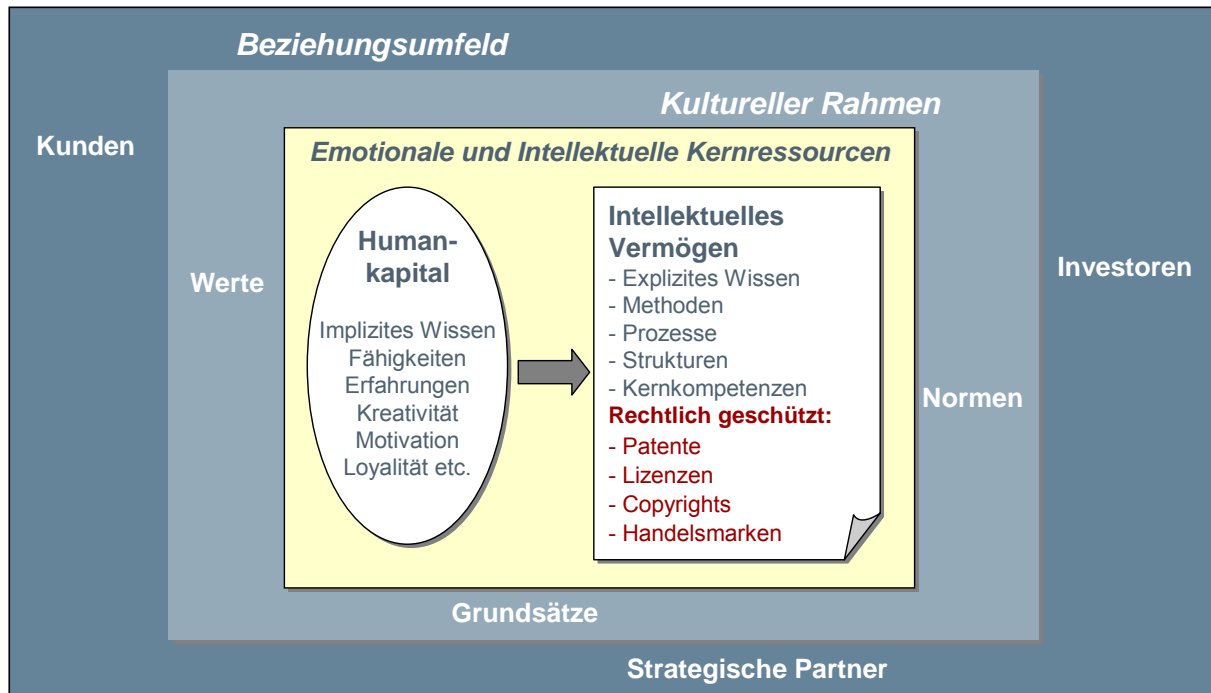 Beziehungsumfeld
Kultureller Rahmen
Kunden
Emotionale und Intellektuelle Kernressourcen
Human-
kapital
Implizites Wissen
Fähigkeiten
Erfahrungen
Kreativität
Motivation
Loyalität etc.
Intellektuelles
Vermögen
- Explizites Wissen
- Methoden
- Prozesse
- Strukturen
- Kernkompetenzen
Rechtlich geschützt:
- Patente
- Lizenzen
- Copyrights
- Handelsmarken
Werte
Investoren
Normen
Grundsätze
Strategische Partner